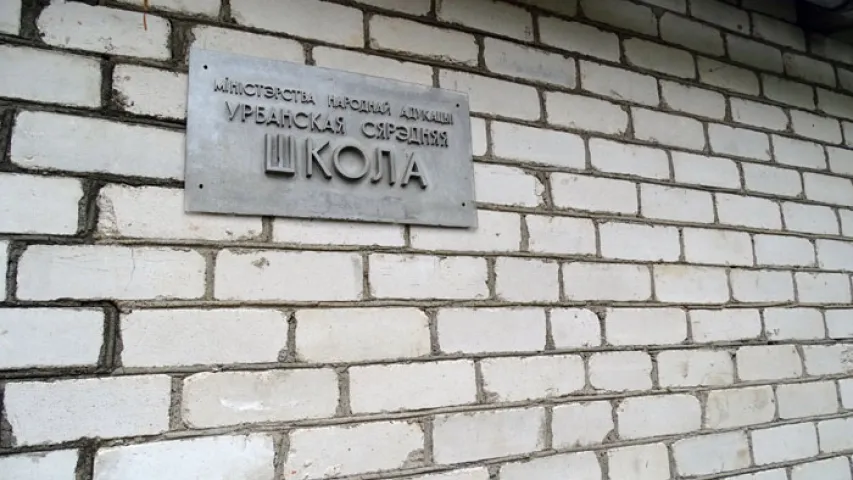 МІНІСТЭРСТВА НАРОДНАЙ АДУКАЦЫІ
УРБАНСКАЯ СЯРЭДНЯЯ
ШКОЛА